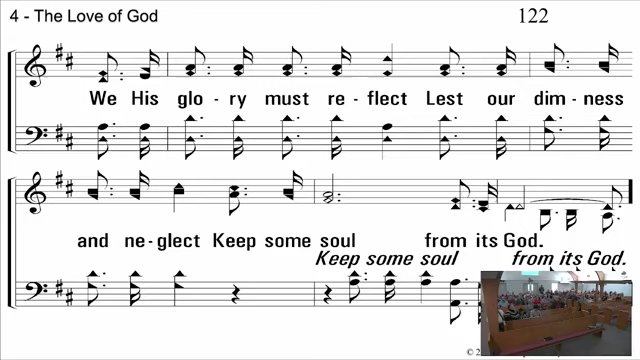 4 - The Love of God
122
We His glo - ry must re - flect Lest our dim - ness
and ne - glect Keep some soul from its God.
Keep some soul from its God.
© 2